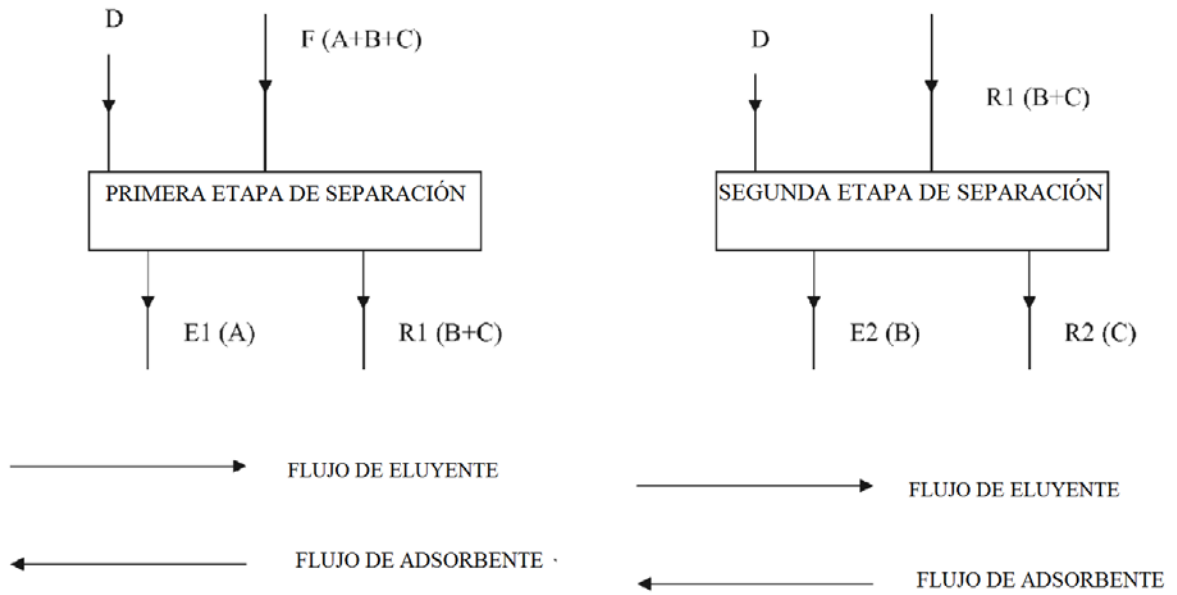 D
F (A+B+C)
PRIMERA ETAPA DE SEPARACIÓN
E1 (A)
R1 (B+C)
FLUJO DE ELUYENTE
FLUJO DE ADSORBENTE
D
R1 (B+C)
SEGUNDA ETAPA DE SEPARACIÓN
E2 (B)
R2 (C)
FLUJO DE ELUYENTE
FLUJO DE ADSORBENTE